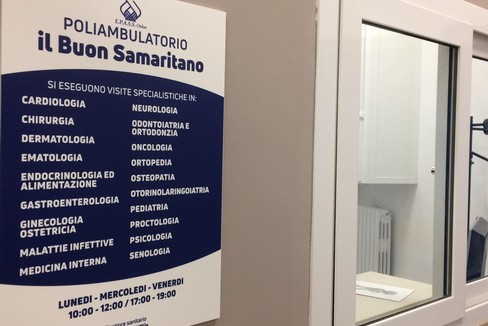 E.P.A.S.S. Onlus
POLIAMBULATORIO
il Buon Samaritano
SI ESEGUONO VISITE SPECIALISTICHE IN:
CARDIOLOGIA
CHIRURGIA
DERMATOLOGIA
EMATOLOGIA
ENDOCRINOLOGIA ED
ALIMENTAZIONE
GASTROENTEROLOGIA
GINECOLOGIA
OSTETRICIA
MALATTIE INFETTIVE
MEDICINA INTERNA
NEUROLOGIA
ODONTOIATRIA E
ORTODONZIA
ONCOLOGIA
ORTOPEDIA
OSTEOPATIA
OTORINOLARINGOIATRIA
PEDIATRIA
PROCTOLOGIA
PSICOLOGIA
SENOLOGIA
LUNEDI - MERCOLEDI - VENERDI
10:00 - 12:00 / 17:00 - 19:00
sanitario